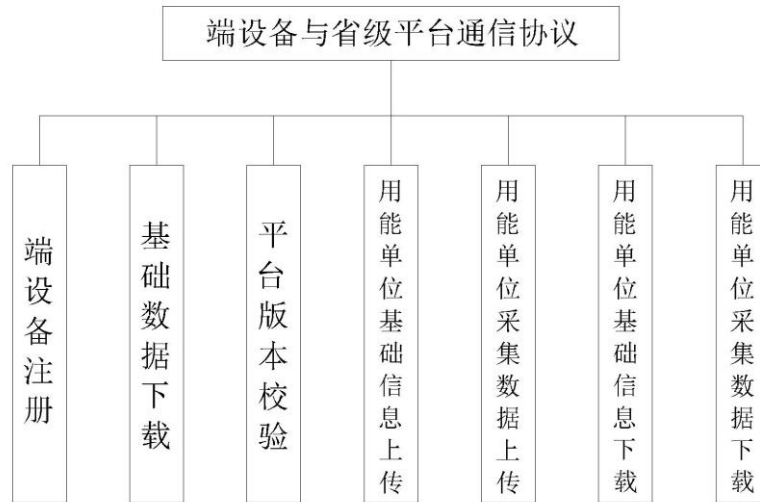 端设备与省级平台通信协议
端设备注册
基础数据下载
平台版本校验
用能单位基础信息上传
用能单位采集数据上传
用能单位基础信息下载
用能单位采集数据下载